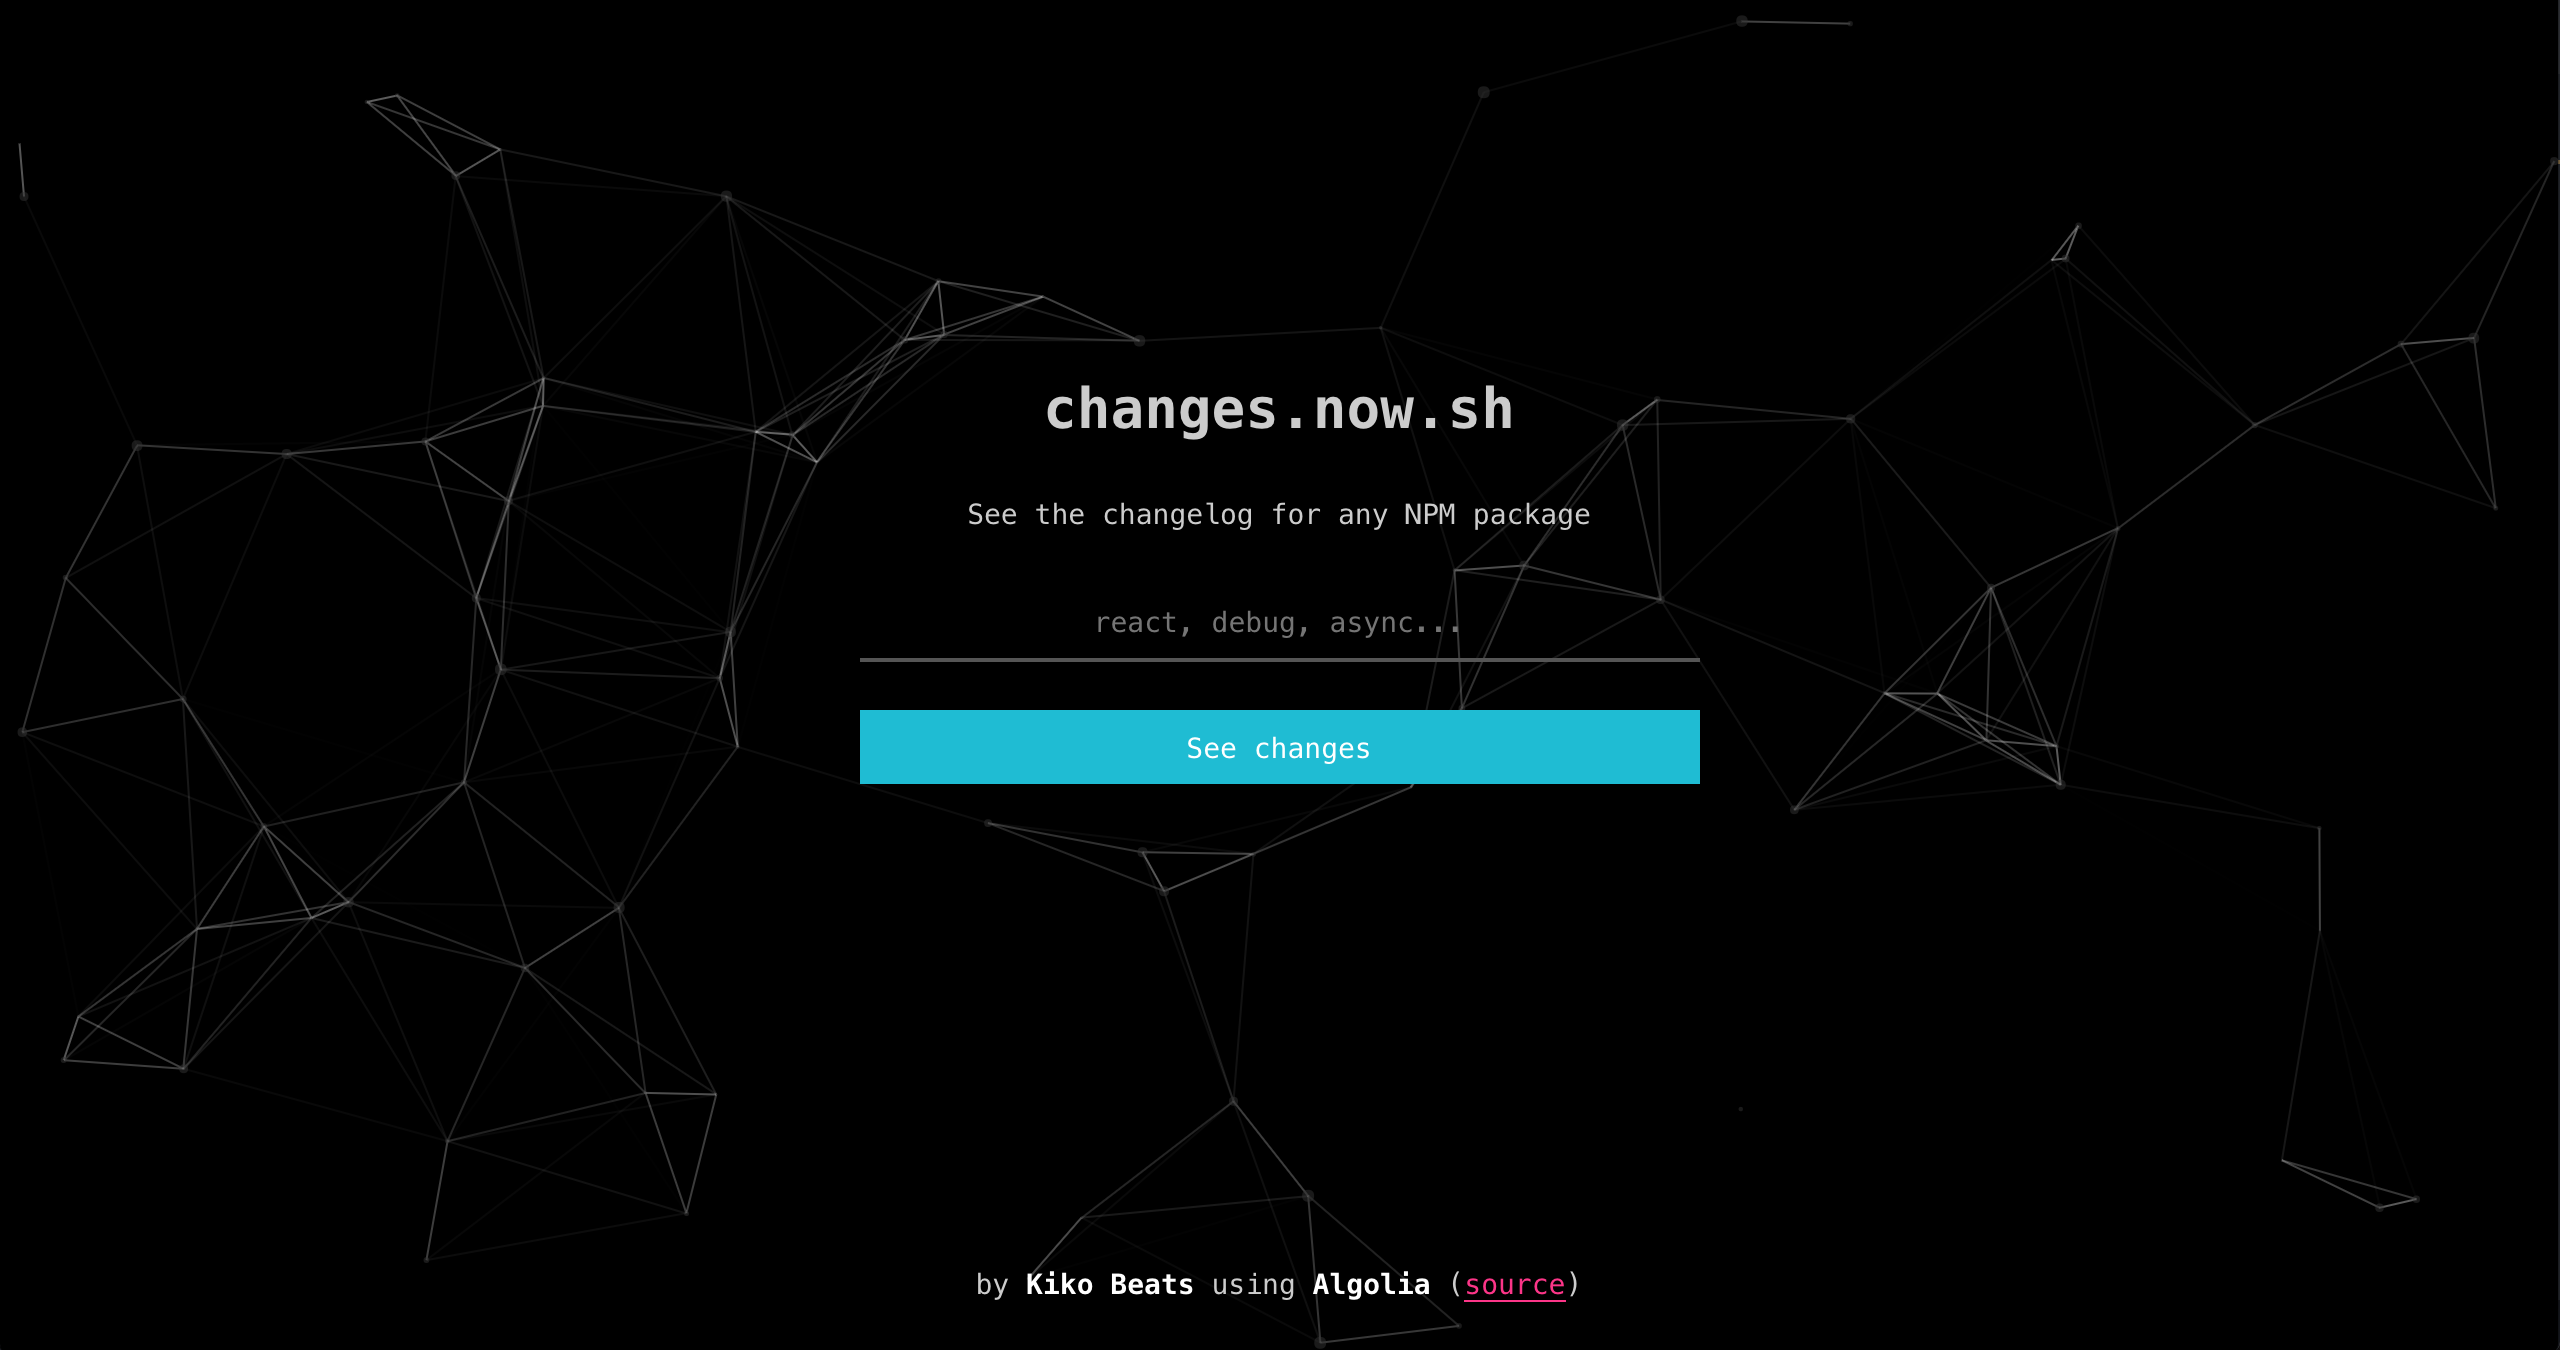 changes.now.sh
See the changelog for any NPM package
react, debug, async...
See changes
by Kiko Beats using Algolia (source)